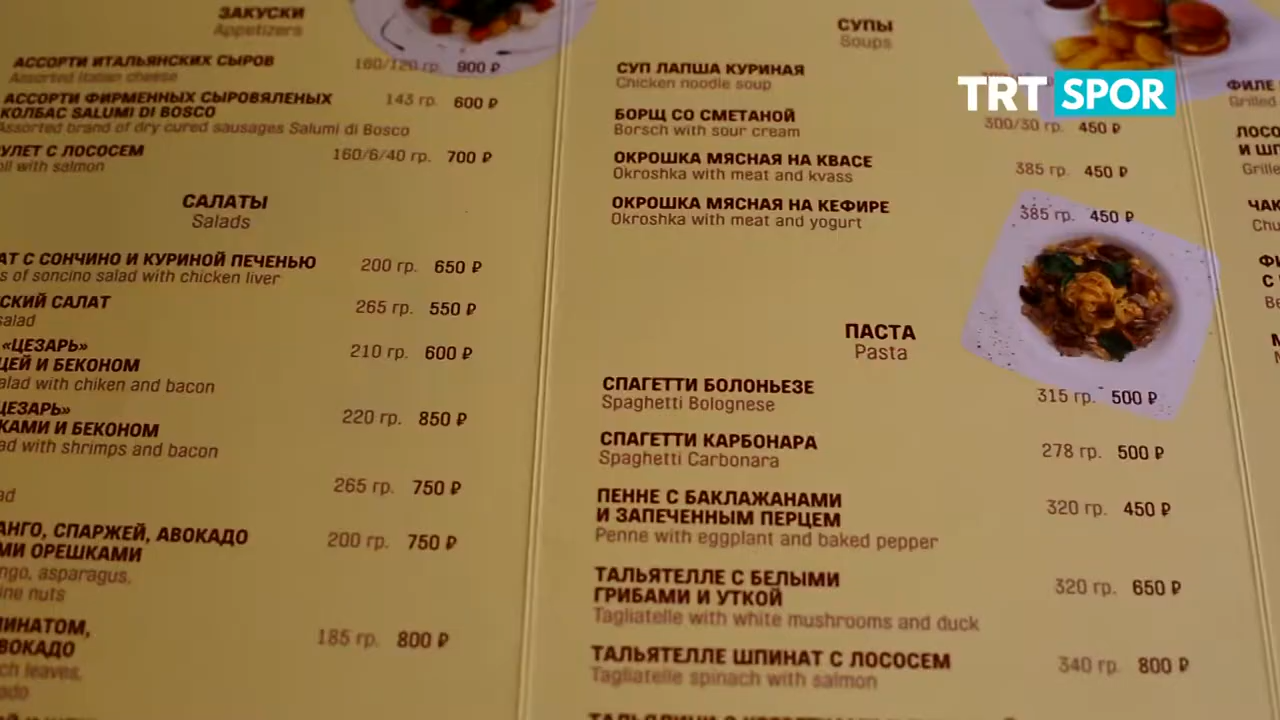 ЗАКУСКИ
Appetizers
АССОРТИ ИТАЛЬЯНСКИХ СЫРОВ 160/120 гр. 900 ₽
Assorted Italian cheese
АССОРТИ ФИРМЕННЫХ СЫРОВЯЛЕНЫХ 143 гр. 600 ₽
КОЛБАС SALUMI DI BOSCO
Assorted brand of dry cured sausages Salumi di Bosco
УЛЕТ С ЛОСОСЕМ 160/6/40 гр. 700 ₽
oll with salmon
САЛАТЫ
Salads
АТ С СОНЧИНО И КУРИНОЙ ПЕЧЕНЬЮ 200 гр. 650 ₽
s of soncino salad with chicken liver
СКИЙ САЛАТ 265 гр. 550 ₽
salad
«ЦЕЗАРЬ» 210 гр. 600 ₽
ЦЕЙ И БЕКОНОМ
alad with chiken and bacon
ЦЕЗАРЬ» 220 гр. 850 ₽
КАМИ И БЕКОНОМ
ad with shrimps and bacon
265 гр. 750 ₽
ad
АНГО, СПАРЖЕЙ, АВОКАДО 200 гр. 750 ₽
МИ ОРЕШКАМИ
ngo, asparagus,
ine nuts
ПИНАТОМ, 185 гр. 800 ₽
ВОКАДО
ch leaves,
ado
СУПЫ
Soups
СУП ЛАПША КУРИНАЯ
Chicken noodle soup
БОРЩ СО СМЕТАНОЙ 300/30 гр. 450 ₽
Borsch with sour cream
ОКРОШКА МЯСНАЯ НА КВАСЕ 385 гр. 450 ₽
Okroshka with meat and kvass
ОКРОШКА МЯСНАЯ НА КЕФИРЕ 385 гр. 450 ₽
Okroshka with meat and yogurt
ПАСТА
Pasta
СПАГЕТТИ БОЛОНЬЕЗЕ 315 гр. 500 ₽
Spaghetti Bolognese
СПАГЕТТИ КАРБОНАРА 278 гр. 500 ₽
Spaghetti Carbonara
ПЕННЕ С БАКЛАЖАНАМИ 320 гр. 450 ₽
И ЗАПЕЧЕННЫМ ПЕРЦЕМ
Penne with eggplant and baked pepper
ТАЛЬЯТЕЛЛЕ С БЕЛЫМИ 320 гр. 650 ₽
ГРИБАМИ И УТКОЙ
Tagliatelle with white mushrooms and duck
ТАЛЬЯТЕЛЛЕ ШПИНАТ С ЛОСОСЕМ 340 гр. 800 ₽
Tagliatelle spinach with salmon
TRT SPOR
ФИЛЕ
Grilled
ЛОСО
И ШП
Grille
ЧАК
Chu
ФИ
С
Be